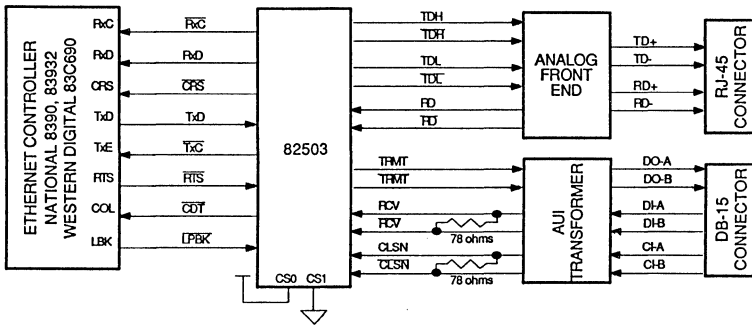 ETHERNET CONTROLLER
NATIONAL 8390, 83932
WESTERN DIGITAL 83C690
RxC
RxD
CRS
TxD
TxE
RTS
COL
LBK
RxC
RxD
CRS
TxD
TxC
RTS
CDT
LPBK
82503
CS0 CS1
TDH
TDH
TDL
TDL
RD
RD
TRMT
TRMT
RCV
RCV
78 ohms
CLSN
CLSN
78 ohms
ANALOG
FRONT
END
AUI
TRANSFORMER
TD+
TD-
RD+
RD-
DO-A
DO-B
DI-A
DI-B
CI-A
CI-B
RJ-45
CONNECTOR
DB-15
CONNECTOR